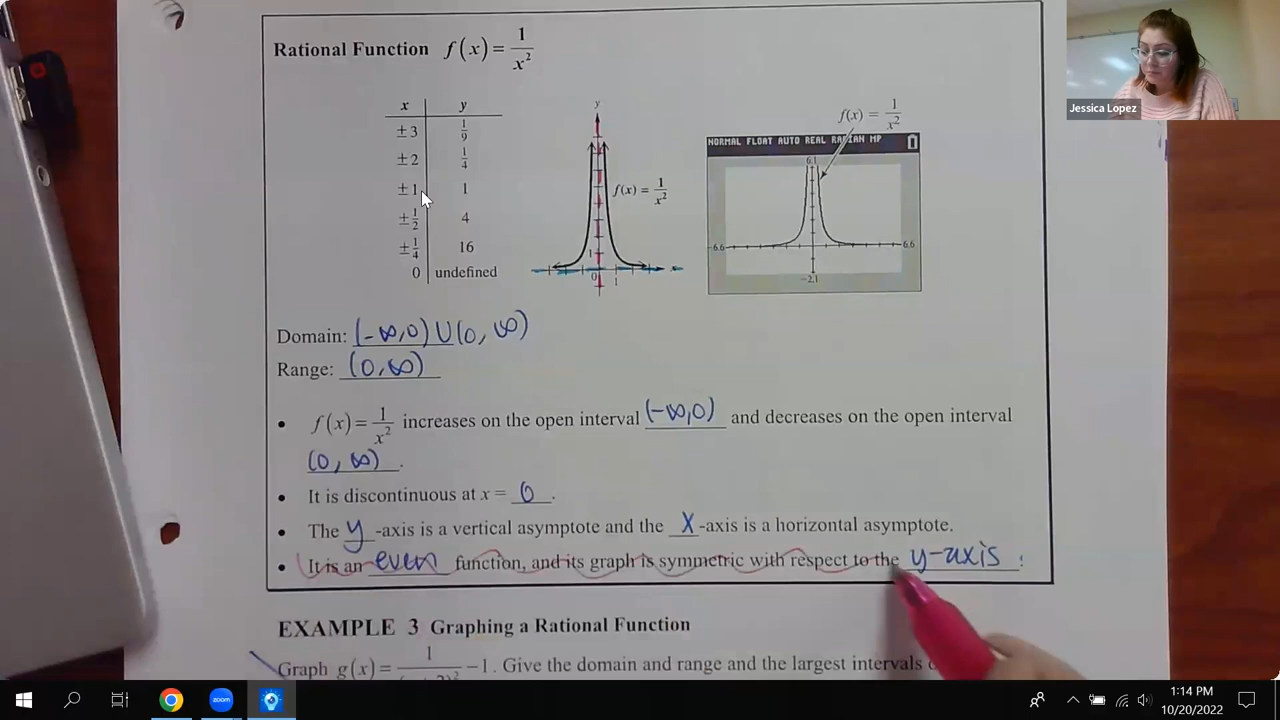 Rational Function f(x) = 1/x²
Jessica Lopez
x y
±3 1/9
±2 1/4
±1 1
±1/2 4
±1/4 16
0 undefined
y
f(x) = 1/x²
1
0 1
x
f(x) = 1/x²
NORMAL FLOAT AUTO REAL RADIAN MP
6.1
-6.6 6.6
-2.1
Domain: (-∞,0) U (0, ∞)
Range: (0,∞)
• f(x) = 1/x² increases on the open interval (-∞,0) and decreases on the open interval
(0, ∞).
• It is discontinuous at x = 0.
• The y-axis is a vertical asymptote and the x-axis is a horizontal asymptote.
• It is an even function, and its graph is symmetric with respect to the y-axis.
EXAMPLE 3 Graphing a Rational Function
Graph g(x) = 1 -1. Give the domain and range and the largest intervals
zoom
1:14 PM
10/20/2022